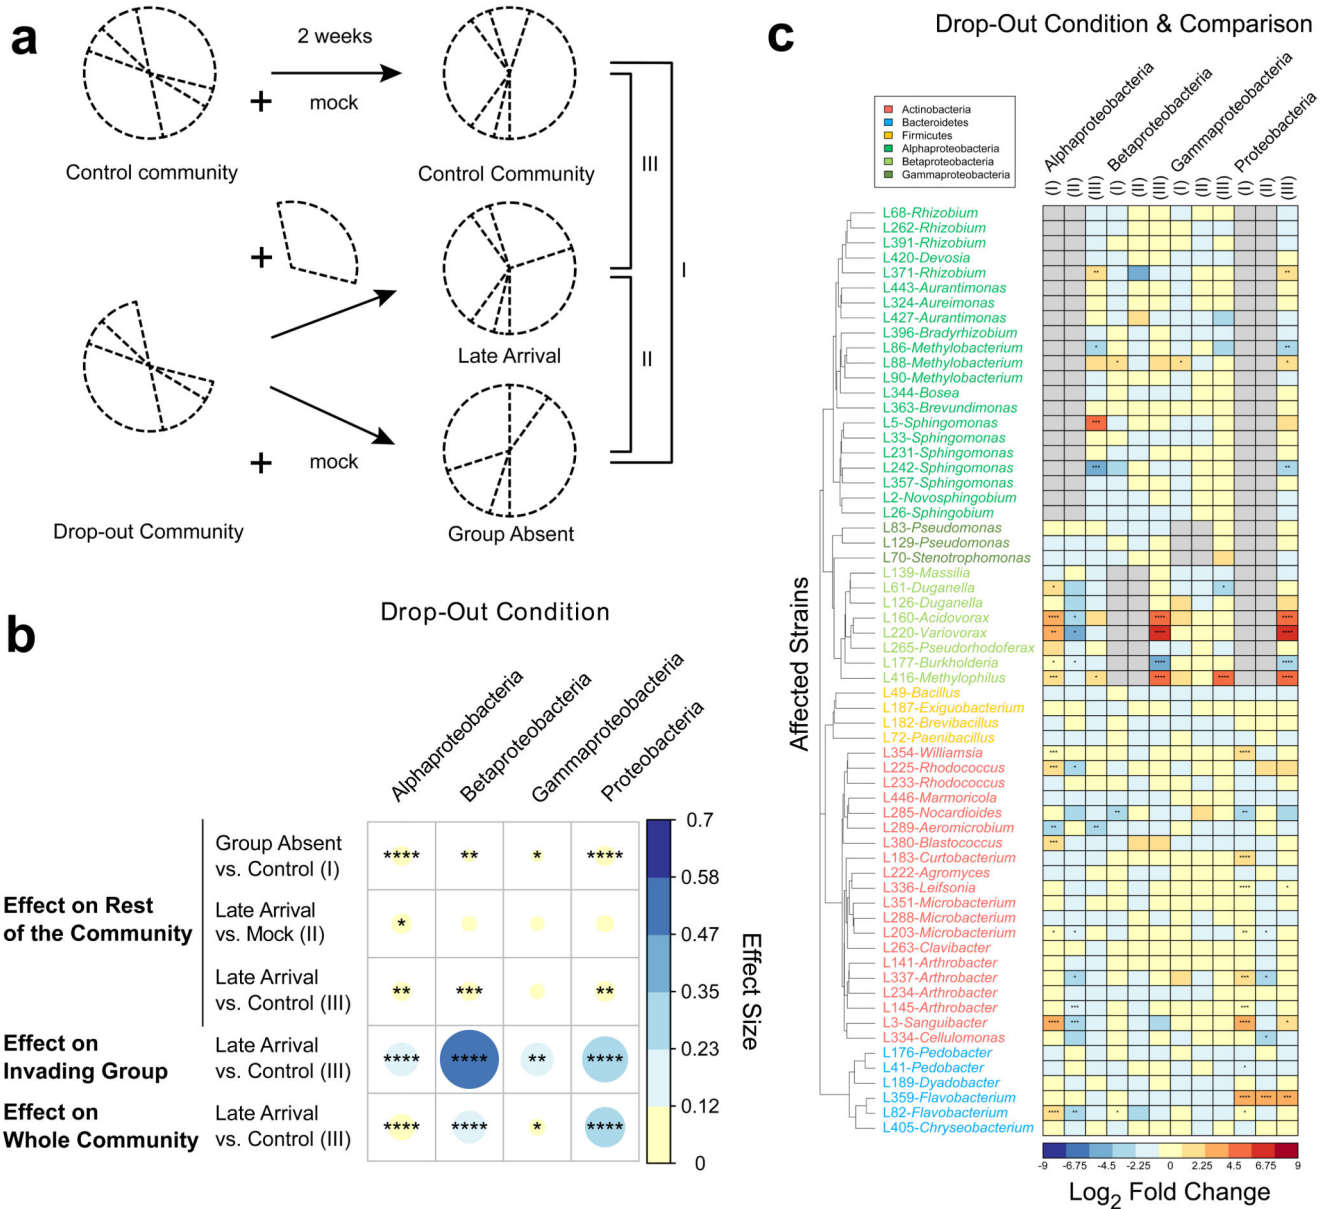 a
2 weeks
+
mock
Control community
Control Community
III
I
+
Late Arrival
II
+
mock
Drop-out Community
Group Absent
b
Drop-Out Condition
Alphaproteobacteria
Betaproteobacteria
Gammaproteobacteria
Proteobacteria
Effect on Rest
of the Community
Group Absent
vs. Control (I)
**** ** * ****
Late Arrival
vs. Mock (II)
*
Late Arrival
vs. Control (III)
** *** **
Effect on
Invading Group
Late Arrival
vs. Control (III)
**** **** ** ****
Effect on
Whole Community
Late Arrival
vs. Control (III)
**** **** * ****
0.7
0.58
0.47
0.35
0.23
0.12
0
Effect Size
c
Drop-Out Condition & Comparison
Actinobacteria
Bacteroidetes
Firmicutes
Alphaproteobacteria
Betaproteobacteria
Gammaproteobacteria
Alphaproteobacteria
Betaproteobacteria
Gammaproteobacteria
Proteobacteria
(I) (II) (III) (I) (II) (III) (I) (II) (III) (I) (II) (III)
Affected Strains
L68-Rhizobium
L262-Rhizobium
L391-Rhizobium
L420-Devosia
L371-Rhizobium
L443-Aurantimonas
L324-Aureimonas
L427-Aurantimonas
L396-Bradyrhizobium
L86-Methylobacterium
L88-Methylobacterium
L90-Methylobacterium
L344-Bosea
L363-Brevundimonas
L5-Sphingomonas
L33-Sphingomonas
L231-Sphingomonas
L242-Sphingomonas
L357-Sphingomonas
L2-Novosphingobium
L26-Sphingobium
L83-Pseudomonas
L129-Pseudomonas
L70-Stenotrophomonas
L139-Massilia
L61-Duganella
L126-Duganella
L160-Acidovorax
L220-Variovorax
L265-Pseudorhodoferax
L177-Burkholderia
L416-Methylophilus
L49-Bacillus
L187-Exiguobacterium
L182-Brevibacillus
L72-Paenibacillus
L354-Williamsia
L225-Rhodococcus
L233-Rhodococcus
L446-Marmoricola
L285-Nocardioides
L289-Aeromicrobium
L380-Blastococcus
L183-Curtobacterium
L222-Agromyces
L336-Leifsonia
L351-Microbacterium
L288-Microbacterium
L203-Microbacterium
L263-Clavibacter
L141-Arthrobacter
L337-Arthrobacter
L234-Arthrobacter
L145-Arthrobacter
L3-Sanguibacter
L334-Cellulomonas
L176-Pedobacter
L41-Pedobacter
L189-Dyadobacter
L359-Flavobacterium
L82-Flavobacterium
L405-Chryseobacterium
-9 -6.75 -4.5 -2.25 0 2.25 4.5 6.75 9
Log2 Fold Change